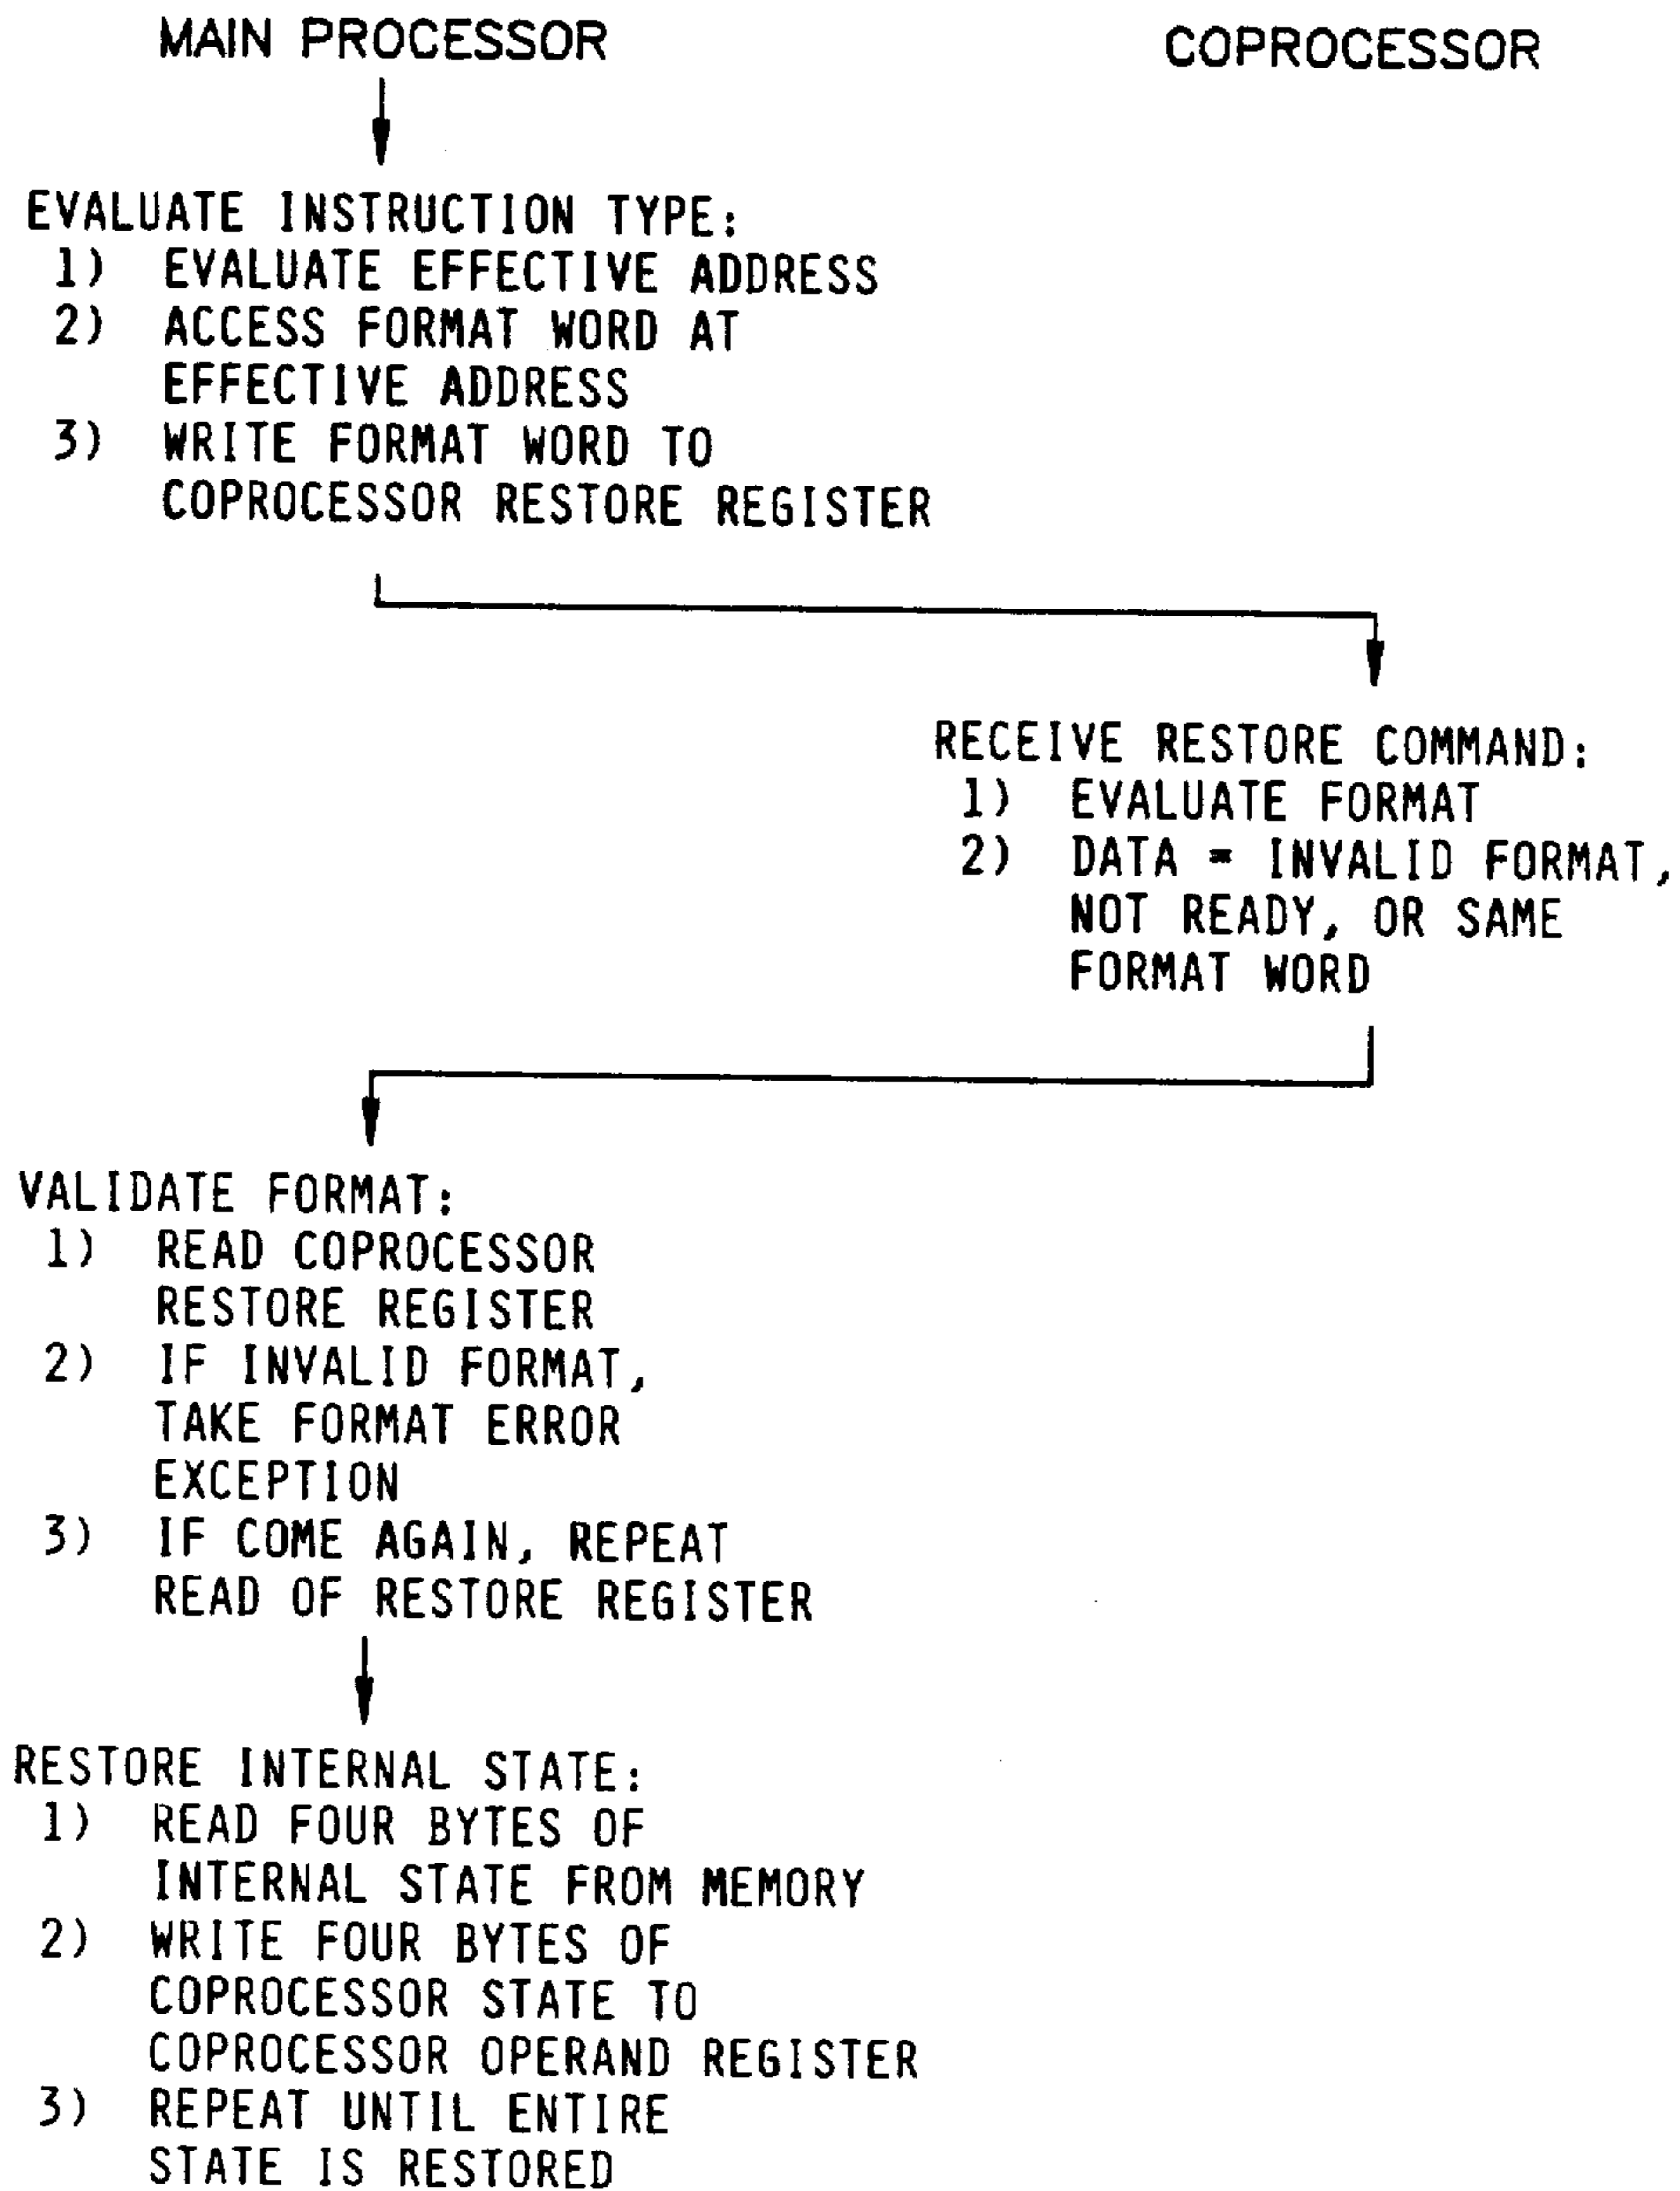 MAIN PROCESSOR
COPROCESSOR
EVALUATE INSTRUCTION TYPE:
1) EVALUATE EFFECTIVE ADDRESS
2) ACCESS FORMAT WORD AT
EFFECTIVE ADDRESS
3) WRITE FORMAT WORD TO
COPROCESSOR RESTORE REGISTER
RECEIVE RESTORE COMMAND:
1) EVALUATE FORMAT
2) DATA = INVALID FORMAT,
NOT READY, OR SAME
FORMAT WORD
VALIDATE FORMAT:
1) READ COPROCESSOR
RESTORE REGISTER
2) IF INVALID FORMAT,
TAKE FORMAT ERROR
EXCEPTION
3) IF COME AGAIN, REPEAT
READ OF RESTORE REGISTER
RESTORE INTERNAL STATE:
1) READ FOUR BYTES OF
INTERNAL STATE FROM MEMORY
2) WRITE FOUR BYTES OF
COPROCESSOR STATE TO
COPROCESSOR OPERAND REGISTER
3) REPEAT UNTIL ENTIRE
STATE IS RESTORED